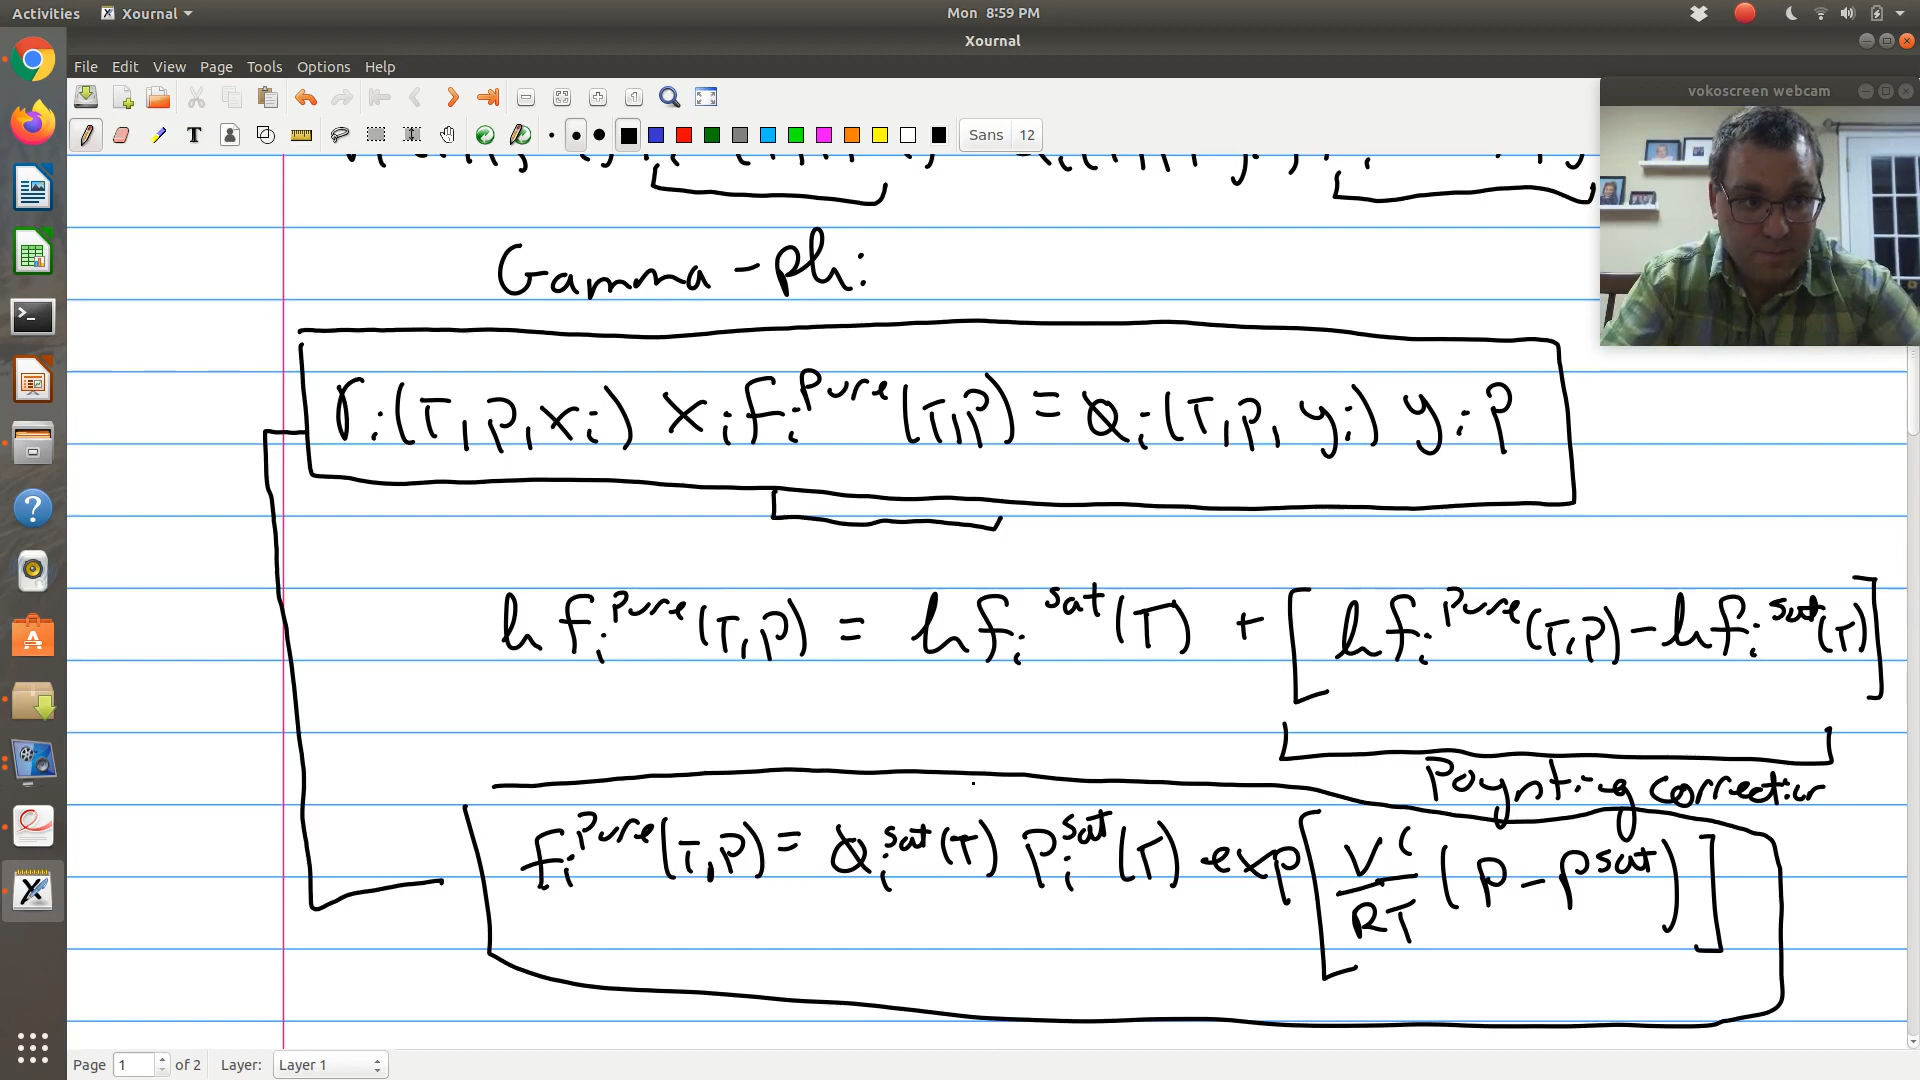 Activities Xournal Mon 8:59 PM
Xournal
File Edit View Page Tools Options Help
vokoscreen webcam
Sans 12
Gamma-phi:
γi(T,P,xi) xi fi^pure(T,P) = φi(T,P,yi) yi P
ln fi^pure(T,P) = ln fi^sat(T) + [ln fi^pure(T,P) - ln fi^sat(T)]
Poynting correction
fi^pure(T,P) = φi^sat(T) Pi^sat(T) exp[V^L/RT (P - P^sat)]
Page 1 of 2 Layer: Layer 1